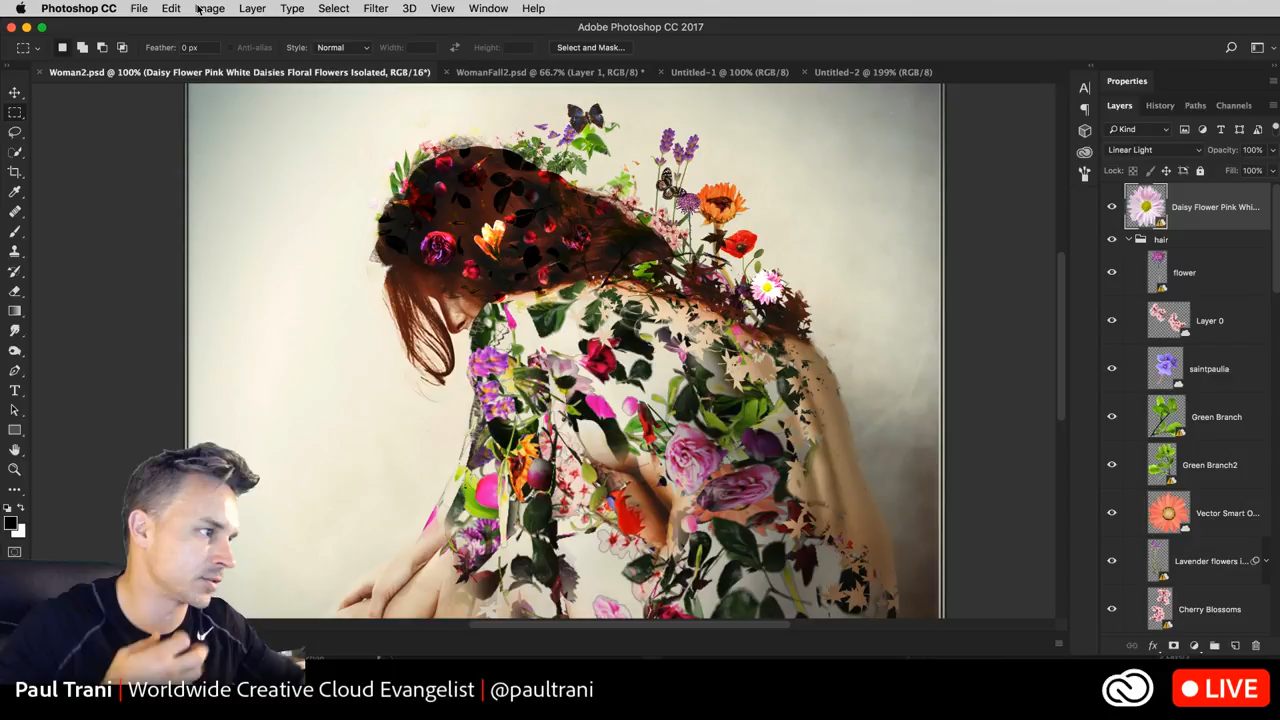 Photoshop CC File Edit Image Layer Type Select Filter 3D View Window Help
Adobe Photoshop CC 2017
Feather: 0 px Anti-alias Style: Normal Width: Height: Select and Mask...
Woman2.psd @ 100% (Daisy Flower Pink White Daisies Floral Flowers Isolated, RGB/16*) WomanFall2.psd @ 66.7% (Layer 1, RGB/8) * Untitled-1 @ 100% (RGB/8) Untitled-2 @ 199% (RGB/8)
Properties
Layers History Paths Channels
Kind
Linear Light Opacity: 100%
Lock: Fill: 100%
Daisy Flower Pink Whi...
hair
flower
Layer 0
saintpaulia
Green Branch
Green Branch2
Vector Smart O...
Lavender flowers i...
Cherry Blossoms
Paul Trani | Worldwide Creative Cloud Evangelist | @paultrani
LIVE